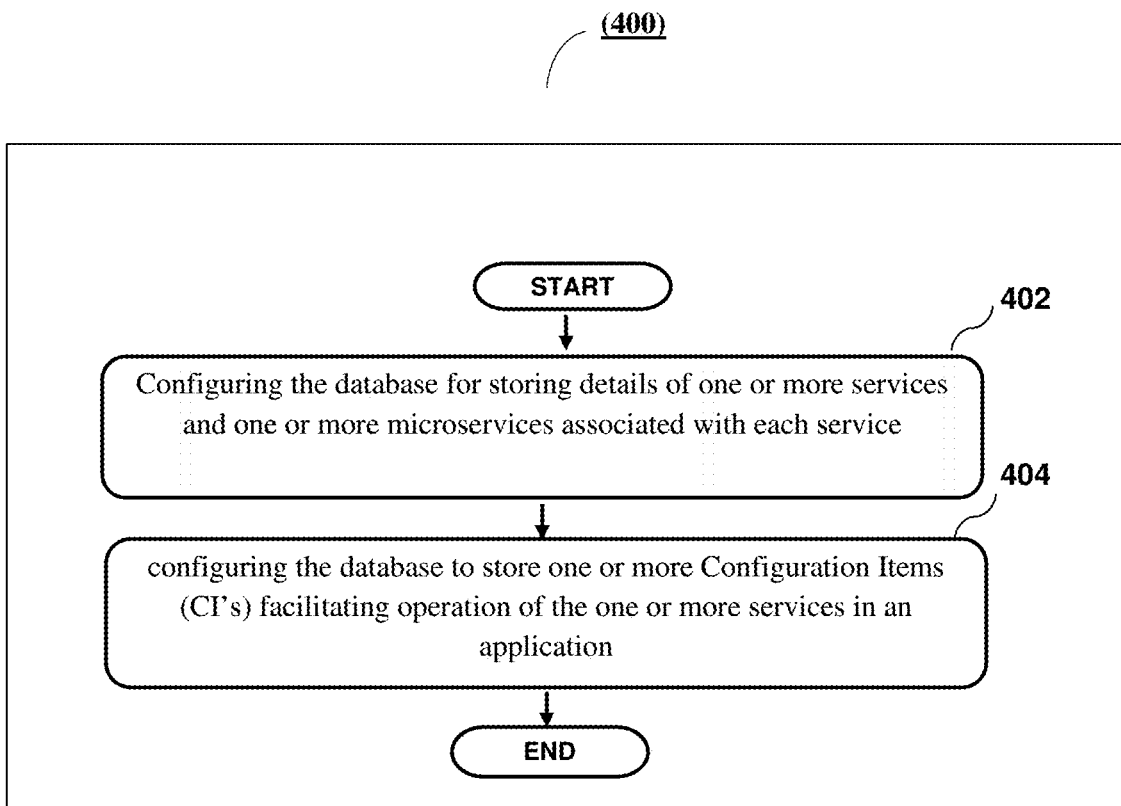 (400)
START
402
Configuring the database for storing details of one or more services
and one or more microservices associated with each service
404
configuring the database to store one or more Configuration Items
(CI's) facilitating operation of the one or more services in an
application
END